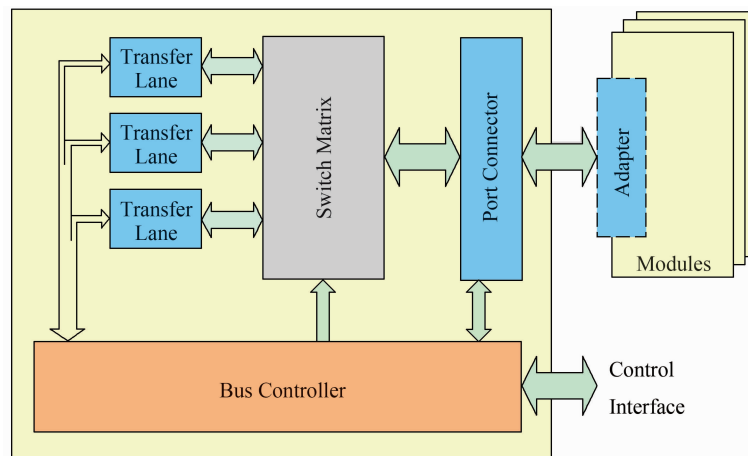 Transfer
Lane
Transfer
Lane
Transfer
Lane
Switch Matrix
Port Connector
Adapter
Modules
Bus Controller
Control
Interface